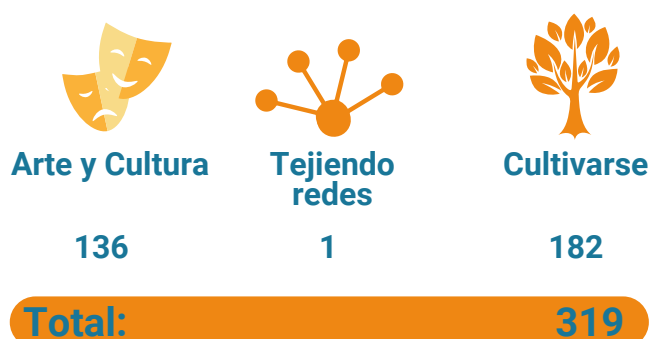 Arte y Cultura
Tejiendo
redes
Cultivarse
136
1
182
Total:
319